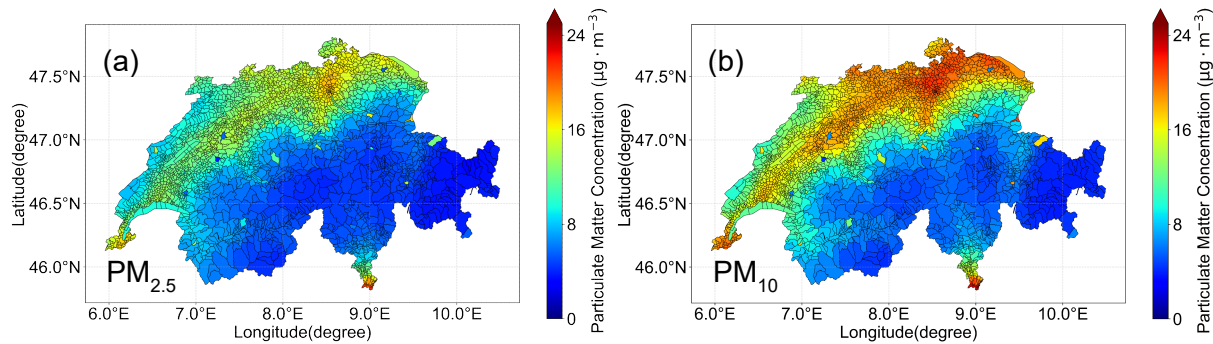 (a)
PM2.5
Latitude(degree)
47.5°N
47.0°N
46.5°N
46.0°N
6.0°E 7.0°E 8.0°E 9.0°E 10.0°E
Longitude(degree)
24
16
8
0
Particulate Matter Concentration (μg · m−3)
(b)
PM10
Latitude(degree)
47.5°N
47.0°N
46.5°N
46.0°N
6.0°E 7.0°E 8.0°E 9.0°E 10.0°E
Longitude(degree)
24
16
8
0
Particulate Matter Concentration (μg · m−3)